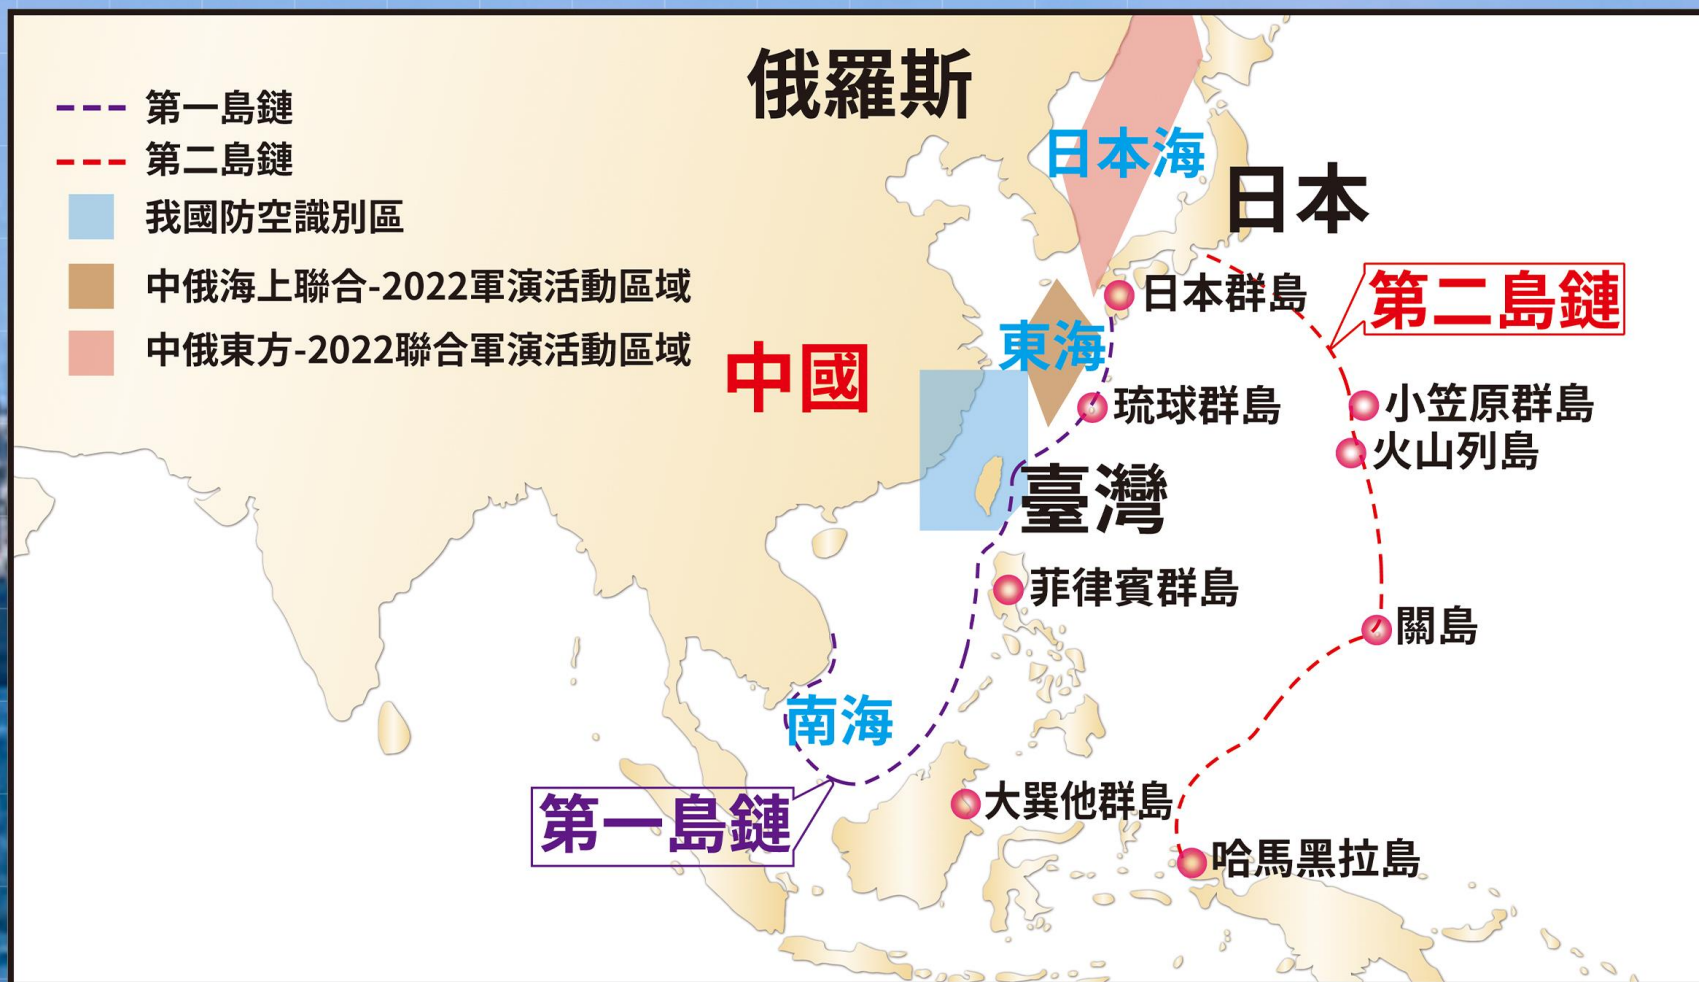 第一島鏈
第二島鏈
我國防空識別區
中俄海上聯合-2022軍演活動區域
中俄東方-2022聯合軍演活動區域
俄羅斯
日本海
日本
日本群島
第二島鏈
東海
中國
琉球群島
小笠原群島
火山列島
臺灣
菲律賓群島
關島
南海
第一島鏈
大巽他群島
哈馬黑拉島